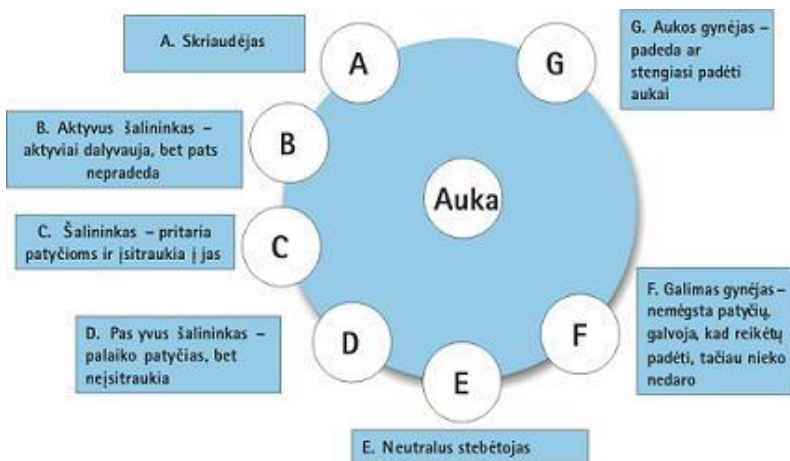 A. Skriaudėjas
A
G
G. Aukos gynėjas –
padeda ar
stengiasi padėti
aukai
B. Aktyvus šalininkas –
aktyviai dalyvauja, bet pats
nepradeda
B
Auka
C. Šalininkas – pritaria
patyčioms ir įsitraukia į jas
C
D. Pas yvus šalininkas –
palaiko patyčias, bet
neįsitraukia
D
E
F
F. Galimas gynėjas –
nemėgsta patyčių,
galvoja, kad reikėtų
padėti, tačiau nieko
nedaro
E. Neutralus stebėtojas